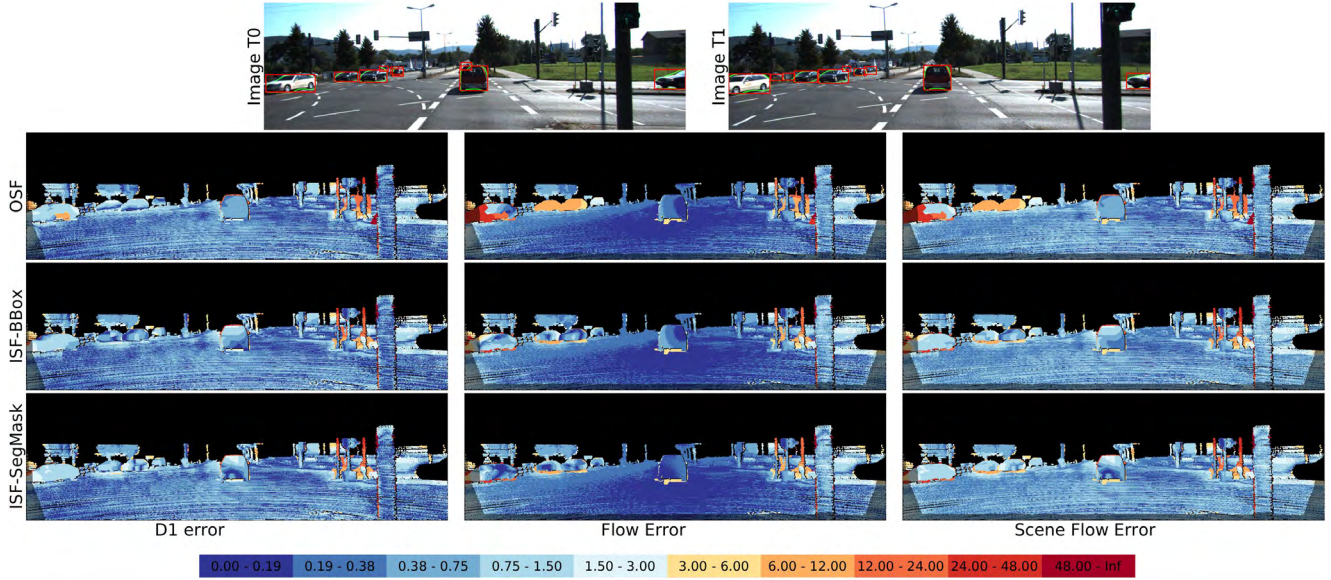 Image T0
Image T1
OSF
ISF-BBox
ISF-SegMask
D1 error
Flow Error
Scene Flow Error
0.00 - 0.19 0.19 - 0.38 0.38 - 0.75 0.75 - 1.50 1.50 - 3.00 3.00 - 6.00 6.00 - 12.00 12.00 - 24.00 24.00 - 48.00 48.00 - Inf